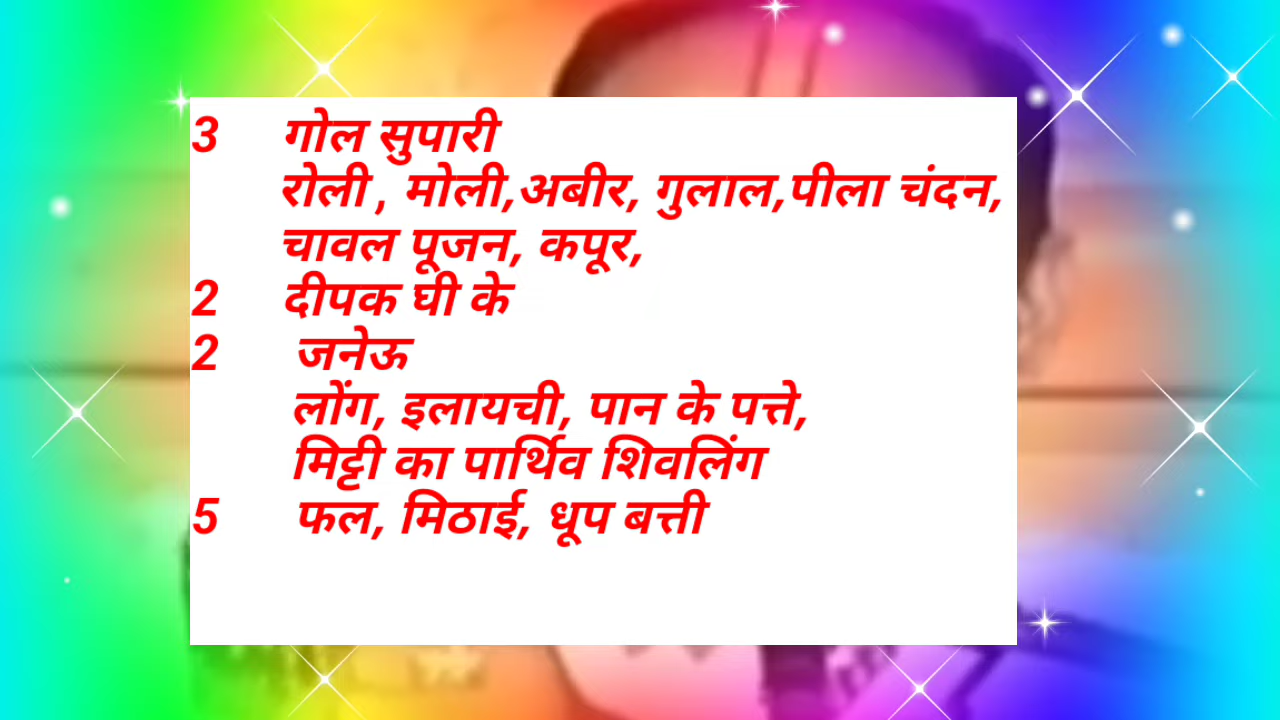 3 गोल सुपारी
रोली , मोली,अबीर, गुलाल,पीला चंदन,
चावल पूजन, कपूर,
2 दीपक घी के
2 जनेऊ
लोंग, इलायची, पान के पत्ते,
मिट्टी का पार्थिव शिवलिंग
5 फल, मिठाई, धूप बत्ती